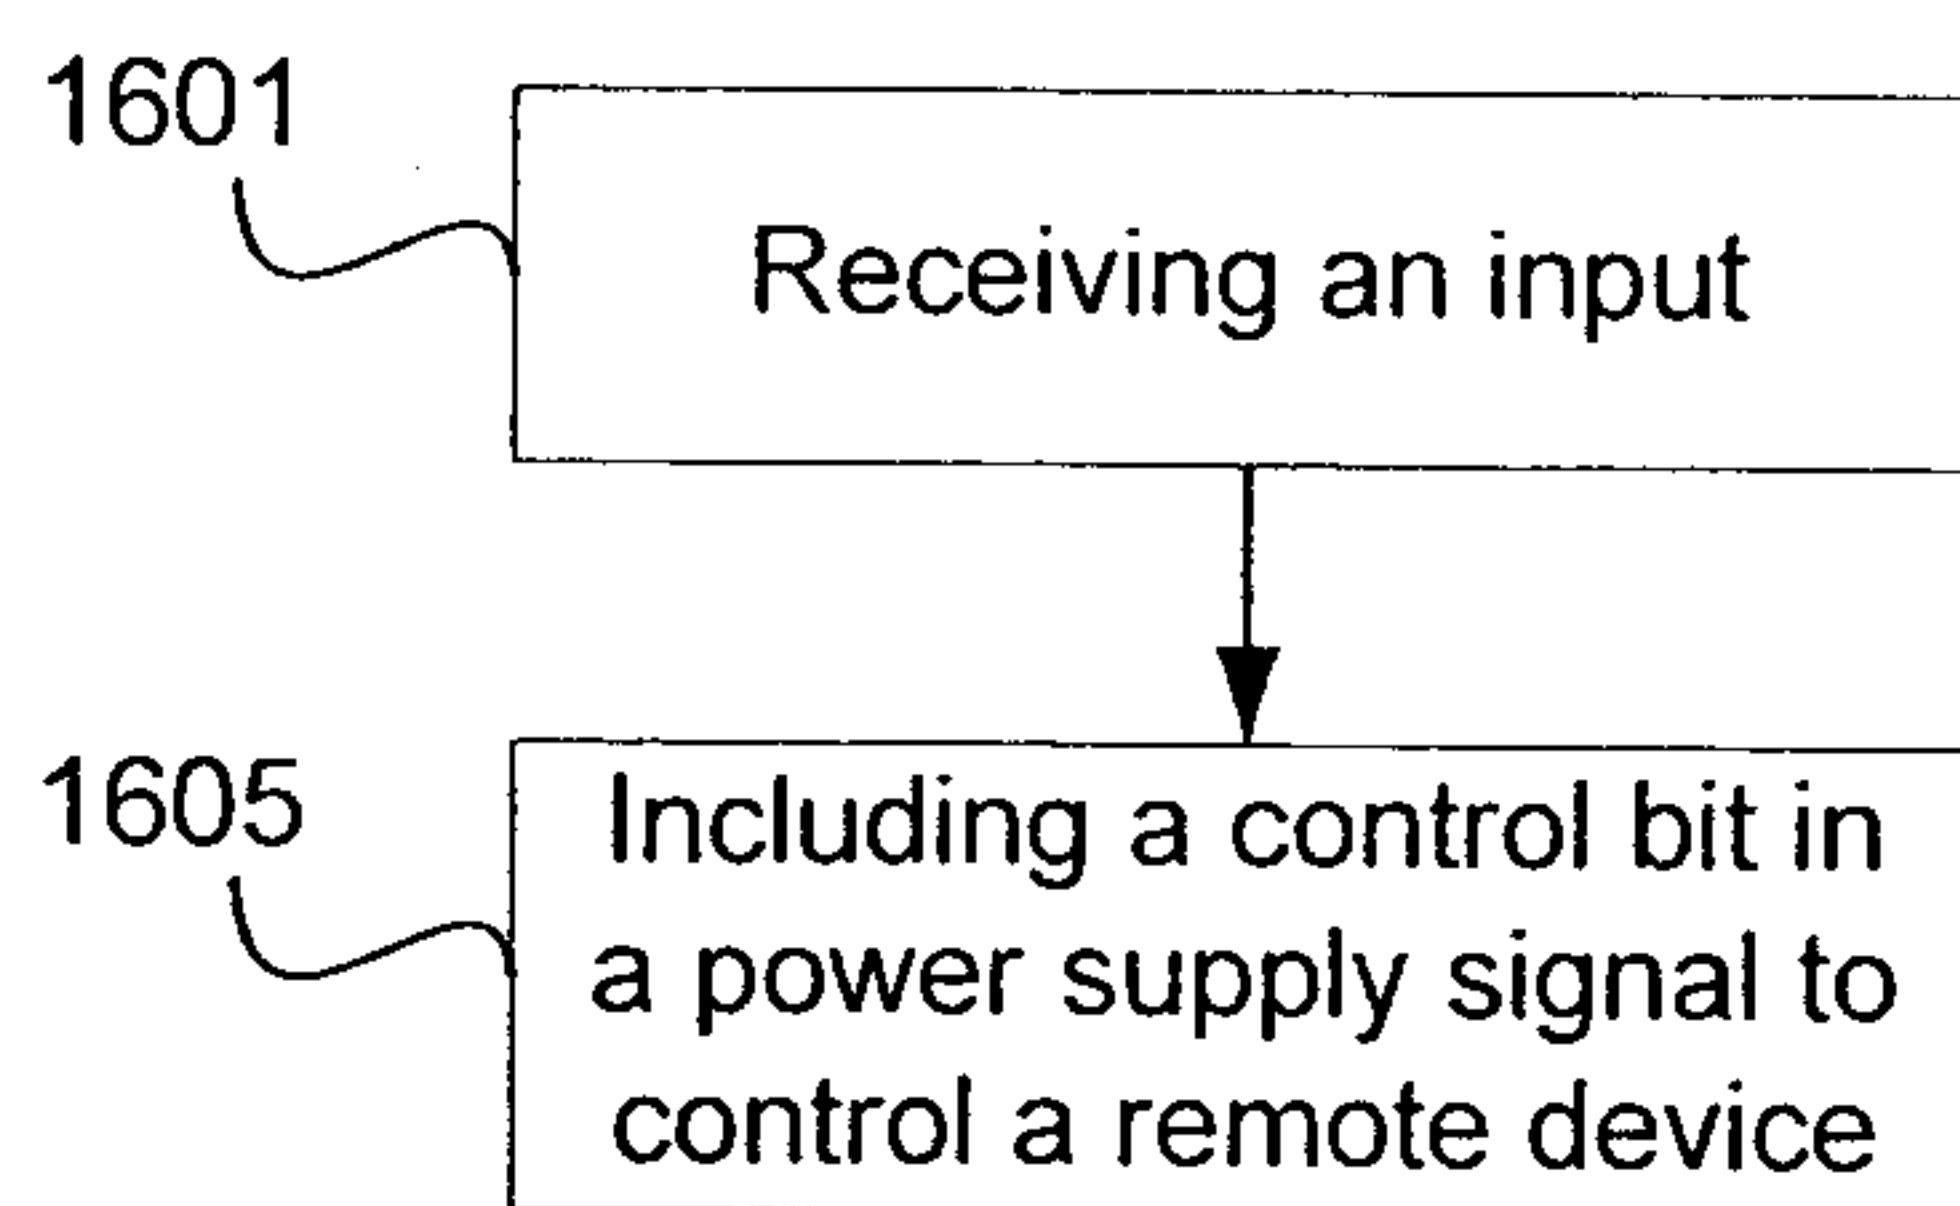 1601
Receiving an input
1605
Including a control bit in
a power supply signal to
control a remote device